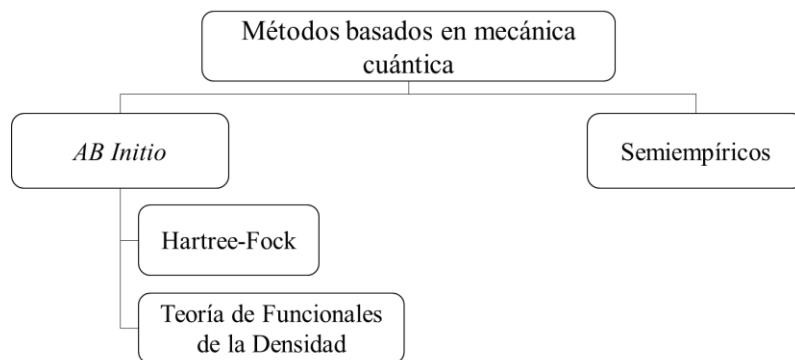 Métodos basados en mecánica
cuántica
AB Initio
Semiempíricos
Hartree-Fock
Teoría de Funcionales
de la Densidad